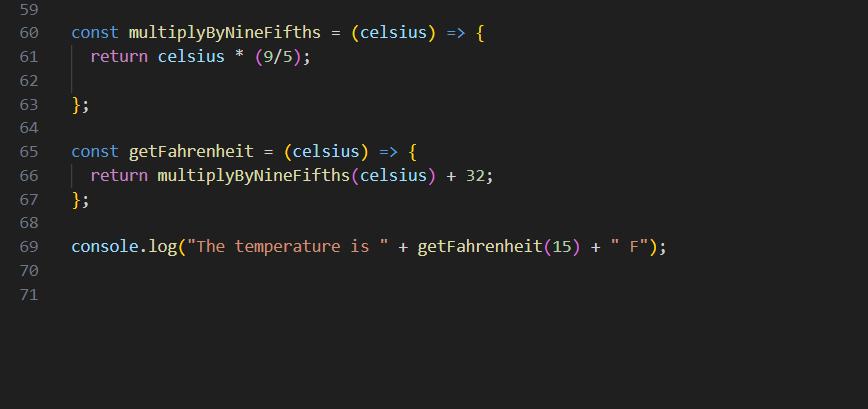 59
60 const multiplyByNineFifths = (celsius) => {
61 return celsius * (9/5);
62
63 };
64
65 const getFahrenheit = (celsius) => {
66 return multiplyByNineFifths(celsius) + 32;
67 };
68
69 console.log("The temperature is " + getFahrenheit(15) + " F");
70
71